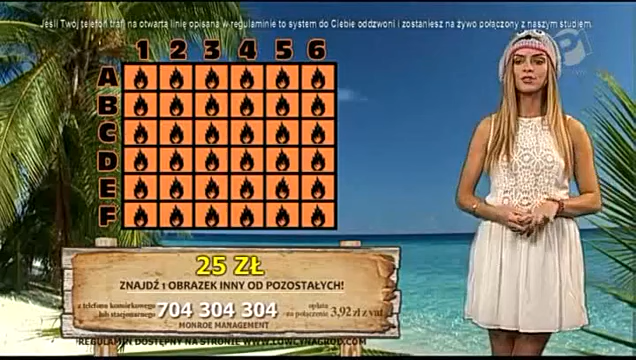 Jeśli Twój telefon trafi na otwartą linię opisaną w regulaminie to system do Ciebie oddzwoni i zostaniesz na żywo połączony z naszym studiem.
1 2 3 4 5 6
A
B
C
D
E
F
25 ZŁ
ZNAJDŹ 1 OBRAZEK INNY OD POZOSTAŁYCH!
z telefonu komórkowego lub stacjonarnego 704 304 304 opłata za połączenie 3,92 zł z vat
MONROE MANAGEMENT
REGULAMIN DOSTĘPNY NA STRONIE WWW.LOWCYNAGROD.COM